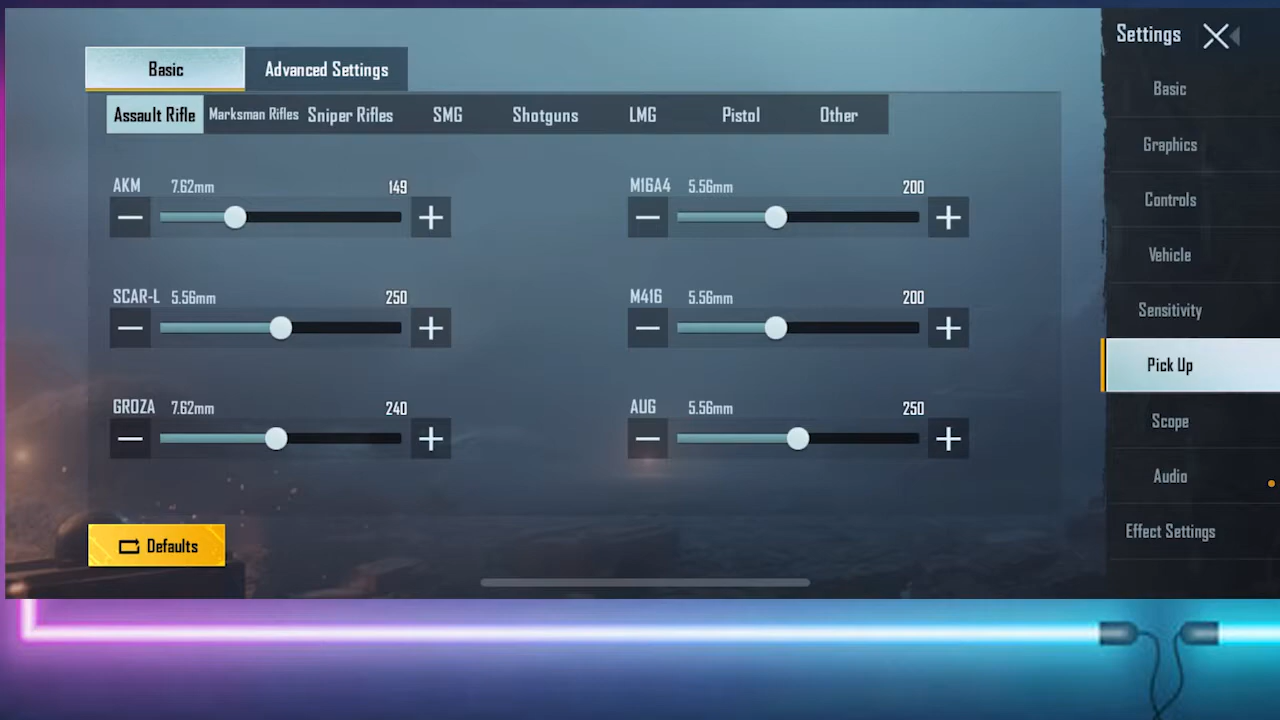 Basic Advanced Settings
Assault Rifle Marksman Rifles Sniper Rifles SMG Shotguns LMG Pistol Other
AKM 7.62mm 149
M16A4 5.56mm 200
SCAR-L 5.56mm 250
M416 5.56mm 200
GROZA 7.62mm 240
AUG 5.56mm 250
Defaults
Settings
Basic
Graphics
Controls
Vehicle
Sensitivity
Pick Up
Scope
Audio
Effect Settings